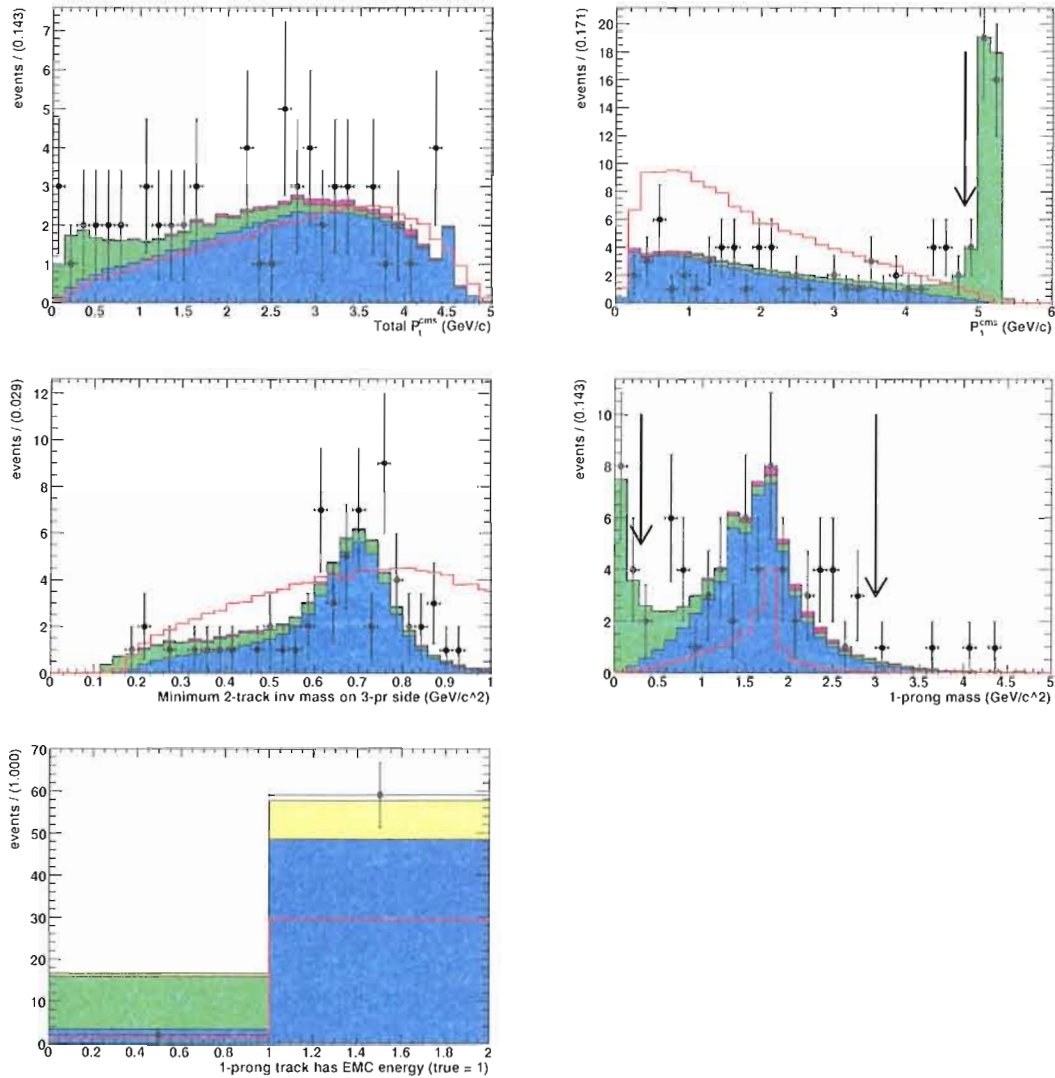 events / (0.143)
7
6
5
4
3
2
1
0
0 0.5 1 1.5 2 2.5 3 3.5 4 4.5 5
Total P_t^cms (GeV/c)
events / (0.171)
20
18
16
14
12
10
8
6
4
2
0
0 1 2 3 4 5 6
P_1^cms (GeV/c)
events / (0.029)
12
10
8
6
4
2
0
0 0.1 0.2 0.3 0.4 0.5 0.6 0.7 0.8 0.9 1
Minimum 2-track inv mass on 3-pr side (GeV/c^2)
events / (0.143)
10
8
6
4
2
0
0 0.5 1 1.5 2 2.5 3 3.5 4 4.5 5
1-prong mass (GeV/c^2)
events / (1.000)
70
60
50
40
30
20
10
0
0 0.2 0.4 0.6 0.8 1 1.2 1.4 1.6 1.8 2
1-prong track has EMC energy (true = 1)